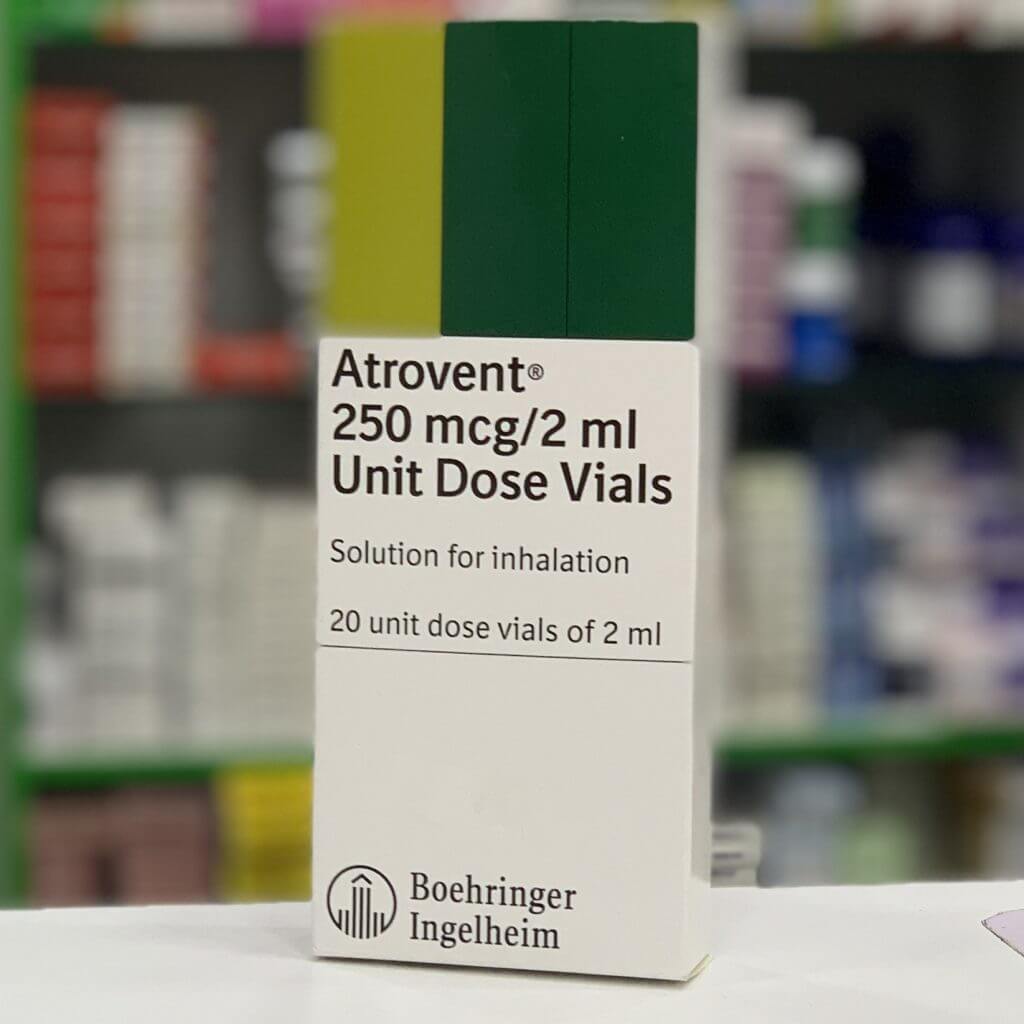 Atrovent®
250 mcg/2 ml
Unit Dose Vials
Solution for inhalation
20 unit dose vials of 2 ml
Boehringer
Ingelheim